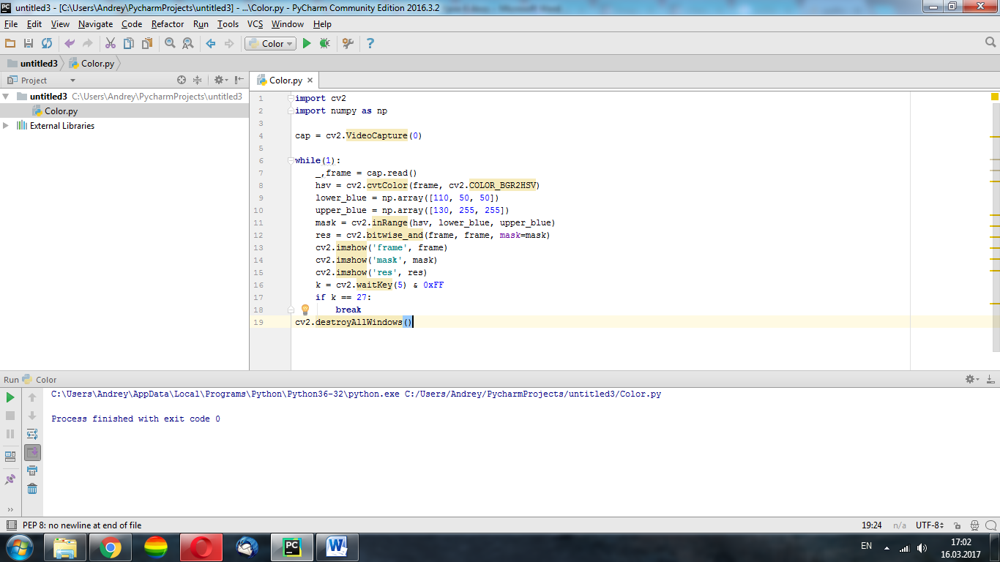 untitled3 - [C:\Users\Andrey\PycharmProjects\untitled3] - ...\Color.py - PyCharm Community Edition 2016.3.2
File Edit View Navigate Code Refactor Run Tools VCS Window Help
Color
untitled3 Color.py
Project
Color.py
untitled3 C:\Users\Andrey\PycharmProjects\untitled3
Color.py
External Libraries
1 import cv2
2 import numpy as np
3
4 cap = cv2.VideoCapture(0)
5
6 while(1):
7 _,frame = cap.read()
8 hsv = cv2.cvtColor(frame, cv2.COLOR_BGR2HSV)
9 lower_blue = np.array([110, 50, 50])
10 upper_blue = np.array([130, 255, 255])
11 mask = cv2.inRange(hsv, lower_blue, upper_blue)
12 res = cv2.bitwise_and(frame, frame, mask=mask)
13 cv2.imshow('frame', frame)
14 cv2.imshow('mask', mask)
15 cv2.imshow('res', res)
16 k = cv2.waitKey(5) & 0xFF
17 if k == 27:
18 break
19 cv2.destroyAllWindows()
Run Color
C:\Users\Andrey\AppData\Local\Programs\Python\Python36-32\python.exe C:/Users/Andrey/PycharmProjects/untitled3/Color.py
Process finished with exit code 0
PEP 8: no newline at end of file
19:24 n/a UTF-8
EN
17:02
16.03.2017